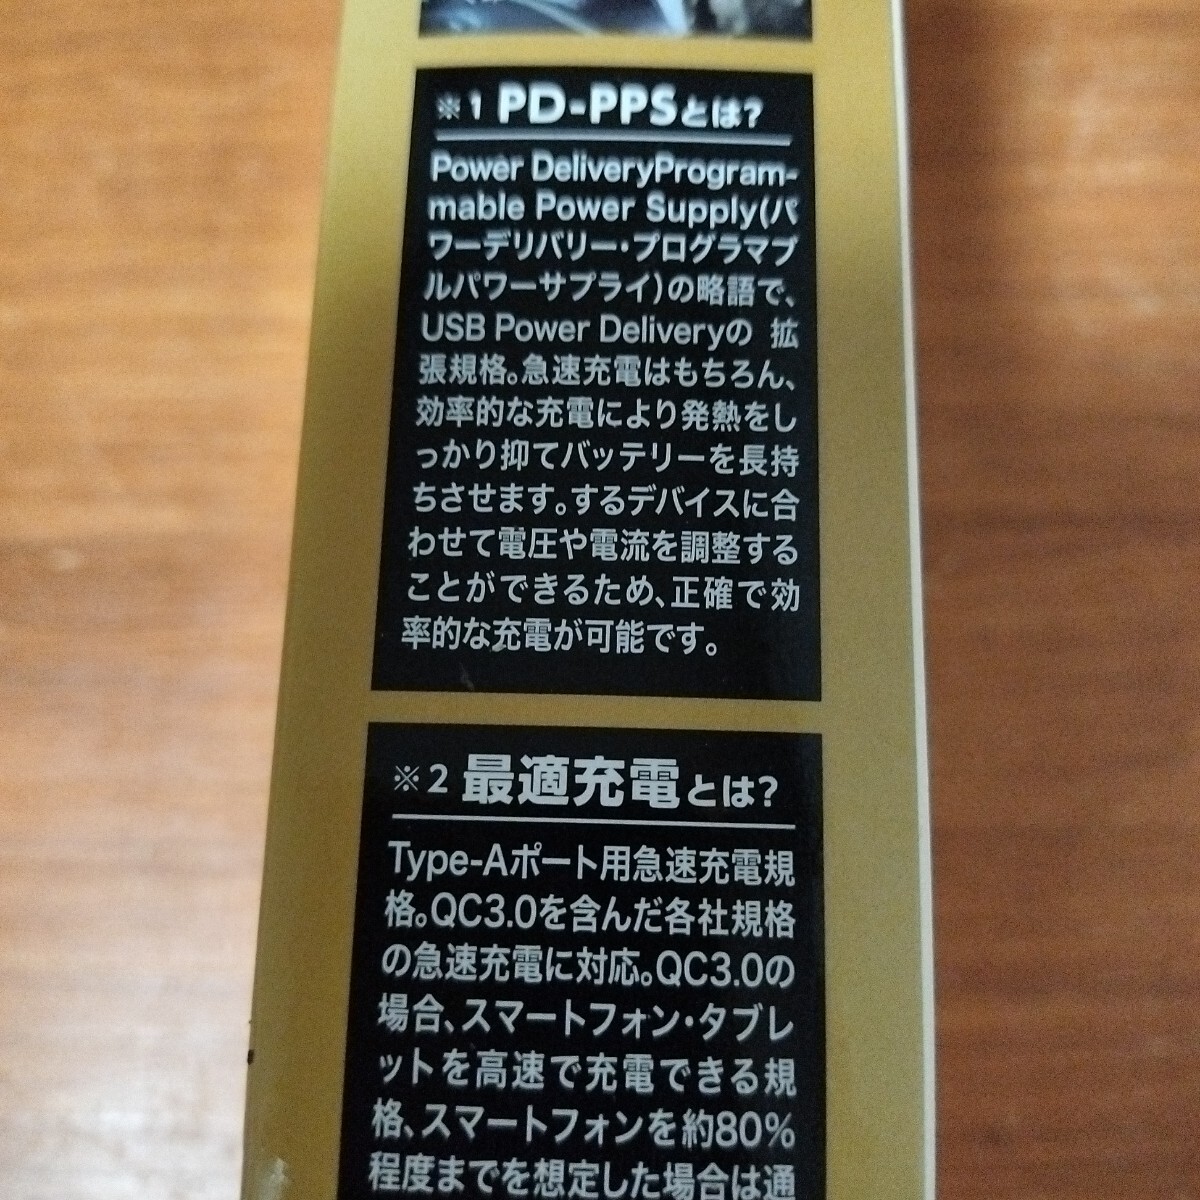 ※1 PD-PPSとは?
Power DeliveryProgram-
mable Power Supply(パ
ワーデリバリー・プログラマブ
ルパワーサプライ)の略語で、
USB Power Deliveryの 拡
張規格。急速充電はもちろん、
効率的な充電により発熱をし
っかり抑てバッテリーを長持
ちさせます。するデバイスに合
わせて電圧や電流を調整する
ことができるため、正確で効
率的な充電が可能です。
※2 最適充電とは?
Type-Aポート用急速充電規
格。QC3.0を含んだ各社規格
の急速充電に対応。QC3.0の
場合、スマートフォン・タブレ
ットを高速で充電できる規
格、スマートフォンを約80%
程度までを想定した場合は通